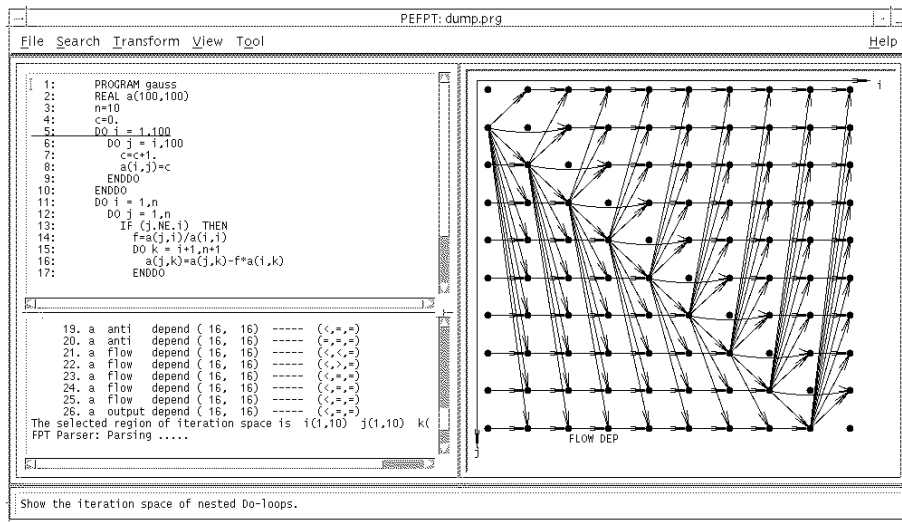 PEFPT: dump.prg
File Search Transform View Tool Help
1: PROGRAM gauss
2: REAL a(100,100)
3: n=10
4: c=0.
5: DO i = 1,100
6: DO j = i,100
7: c=c+1.
8: a(i,j)=c
9: ENDDO
10: ENDDO
11: DO i = 1,n
12: DO j = 1,n
13: IF (j.NE.i) THEN
14: f=a(j,i)/a(i,i)
15: DO k = i+1,n+1
16: a(j,k)=a(j,k)-f*a(i,k)
17: ENDDO
19. a anti depend ( 16, 16) ----- (<,=,=)
20. a anti depend ( 16, 16) ----- (=,=,=)
21. a flow depend ( 16, 16) ----- (<,<,=)
22. a flow depend ( 16, 16) ----- (<,>,=)
23. a flow depend ( 16, 16) ----- (<,=,=)
24. a flow depend ( 16, 16) ----- (<,=,=)
25. a flow depend ( 16, 16) ----- (<,=,=)
26. a output depend ( 16, 16) ----- (<,=,=)
The selected region of iteration space is i(1,10) j(1,10) k(
FPT Parser: Parsing .....
i
j
FLOW DEP
Show the iteration space of nested Do-loops.